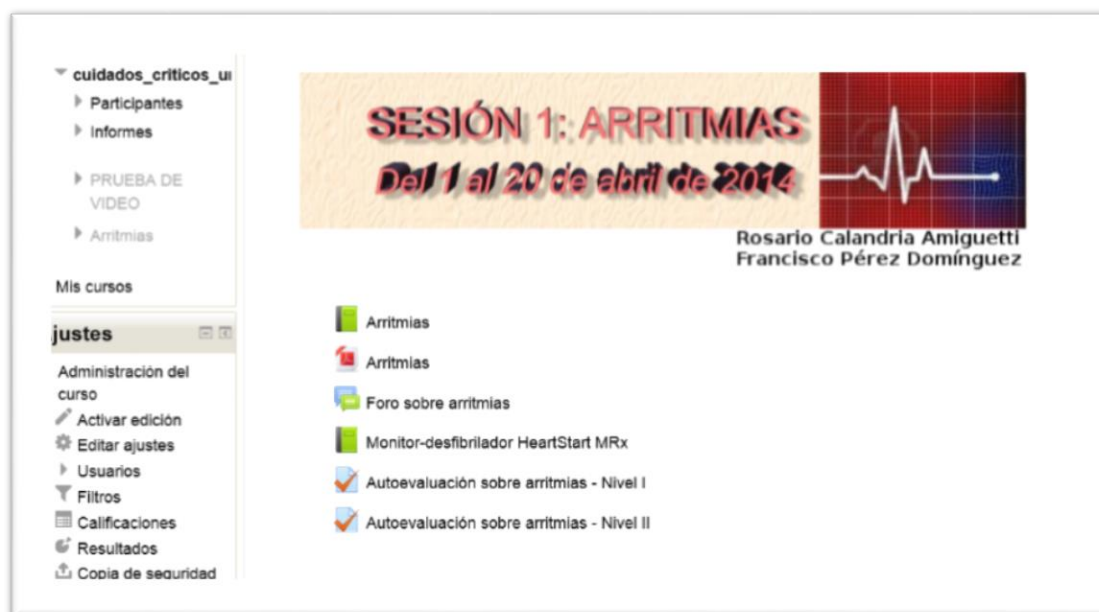 cuidados_criticos_u
Participantes
Informes
PRUEBA DE
VIDEO
Arritmias
Mis cursos
justes
Administración del
curso
Activar edición
Editar ajustes
Usuarios
Filtros
Calificaciones
Resultados
Copia de seguridad
SESIÓN 1: ARRITMIAS
Del 1 al 20 de abril de 2014
Rosario Calandria Amiguetti
Francisco Pérez Domínguez
Arritmias
Arritmias
Foro sobre arritmias
Monitor-desfibrilador HeartStart MRx
Autoevaluación sobre arritmias - Nivel I
Autoevaluación sobre arritmias - Nivel II